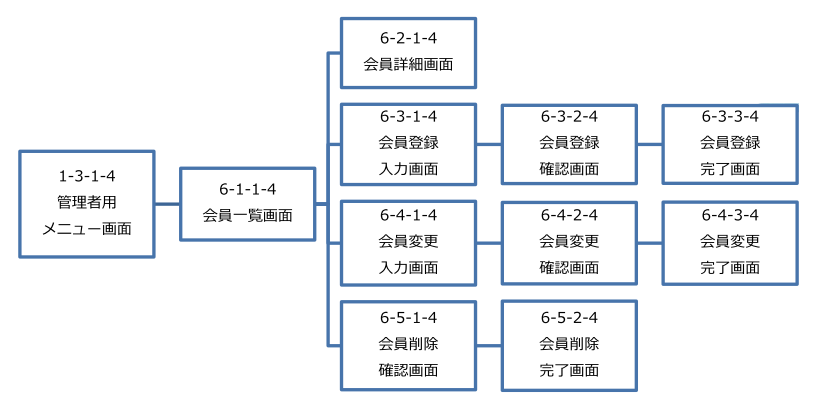 1-3-1-4
管理者用
メニュー画面
6-1-1-4
会員一覧画面
6-2-1-4
会員詳細画面
6-3-1-4
会員登録
入力画面
6-3-2-4
会員登録
確認画面
6-3-3-4
会員登録
完了画面
6-4-1-4
会員変更
入力画面
6-4-2-4
会員変更
確認画面
6-4-3-4
会員変更
完了画面
6-5-1-4
会員削除
確認画面
6-5-2-4
会員削除
完了画面